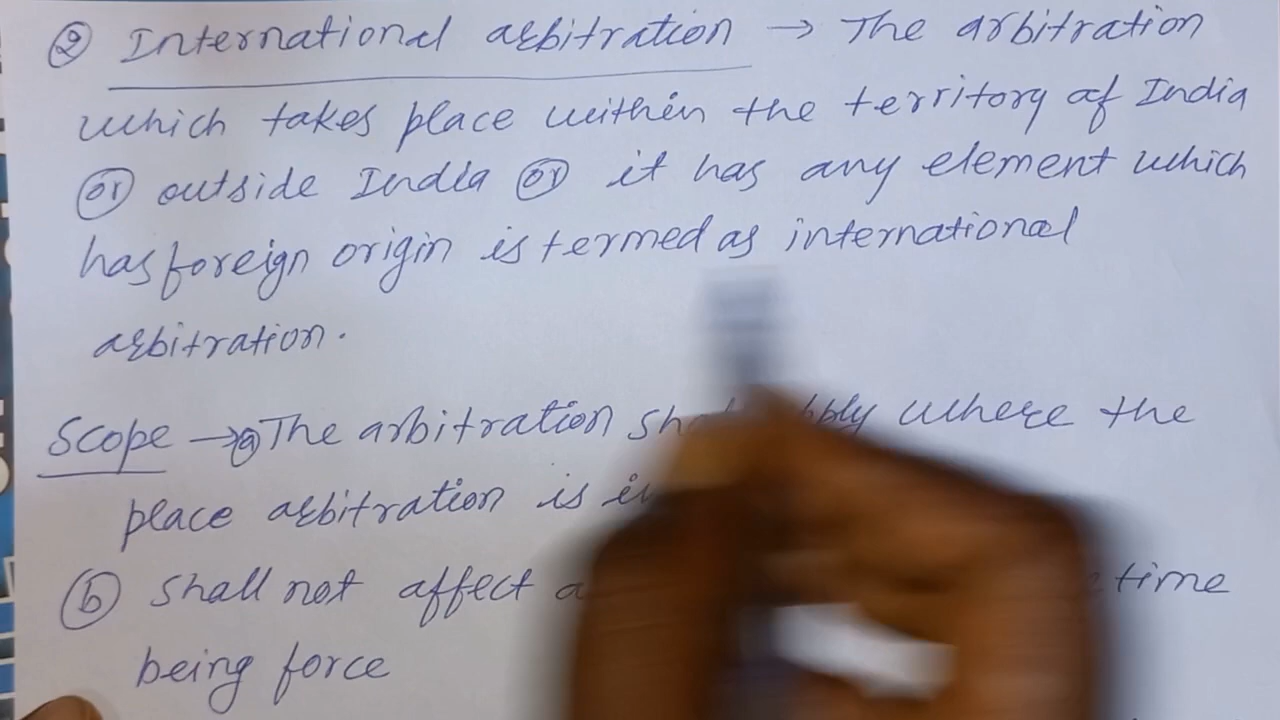 ② International arbitration → The arbitration
which takes place within the territory of India
(or) outside India (or) it has any element which
has foreign origin is termed as international
arbitration.
Scope → ⓐ The arbitration where the
place arbitration is
ⓑ shall not affect time
being force